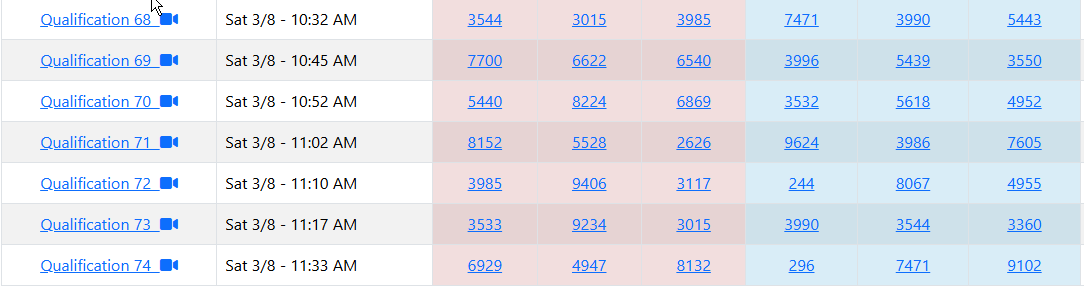 Qualification 68 Sat 3/8 - 10:32 AM 3544 3015 3985 7471 3990 5443
Qualification 69 Sat 3/8 - 10:45 AM 7700 6622 6540 3996 5439 3550
Qualification 70 Sat 3/8 - 10:52 AM 5440 8224 6869 3532 5618 4952
Qualification 71 Sat 3/8 - 11:02 AM 8152 5528 2626 9624 3986 7605
Qualification 72 Sat 3/8 - 11:10 AM 3985 9406 3117 244 8067 4955
Qualification 73 Sat 3/8 - 11:17 AM 3533 9234 3015 3990 3544 3360
Qualification 74 Sat 3/8 - 11:33 AM 6929 4947 8132 296 7471 9102